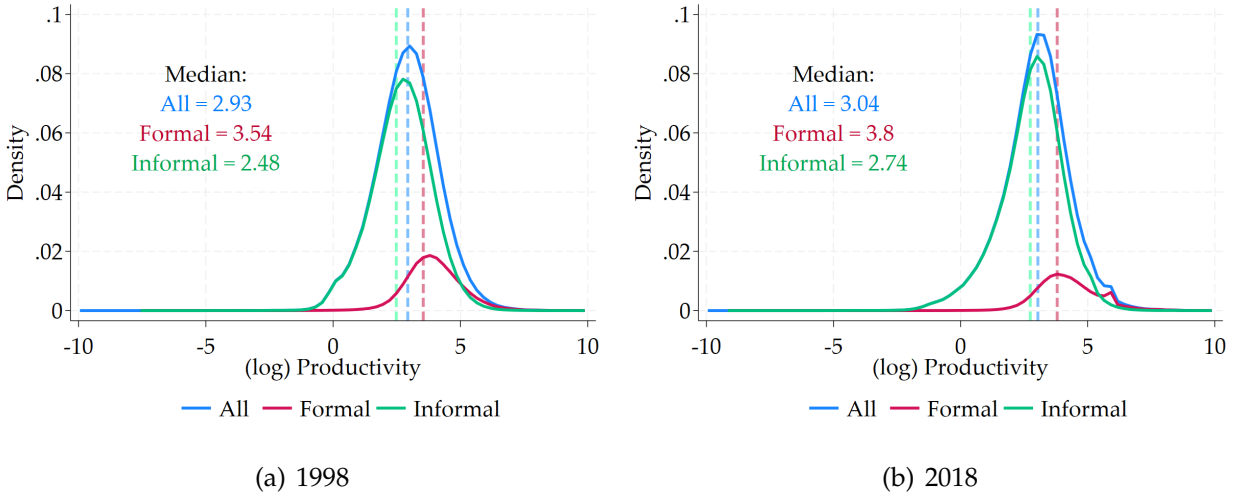 .1
.08
.06
.04
.02
0
Density
Median:
All = 2.93
Formal = 3.54
Informal = 2.48
-10 -5 0 5 10
(log) Productivity
All Formal Informal
(a) 1998
.1
.08
.06
.04
.02
0
Density
Median:
All = 3.04
Formal = 3.8
Informal = 2.74
-10 -5 0 5 10
(log) Productivity
All Formal Informal
(b) 2018